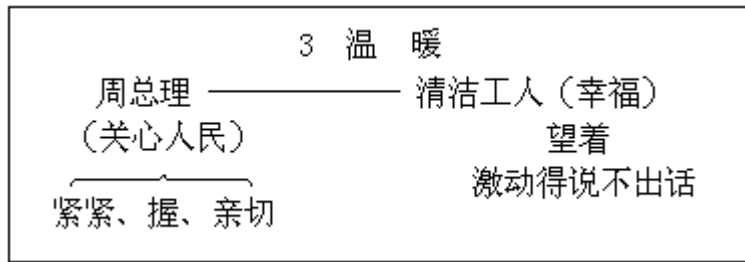 3 温 暖
周总理 ——— 清洁工人（幸福）
（关心人民） 望着
激动得说不出话
紧紧、握、亲切